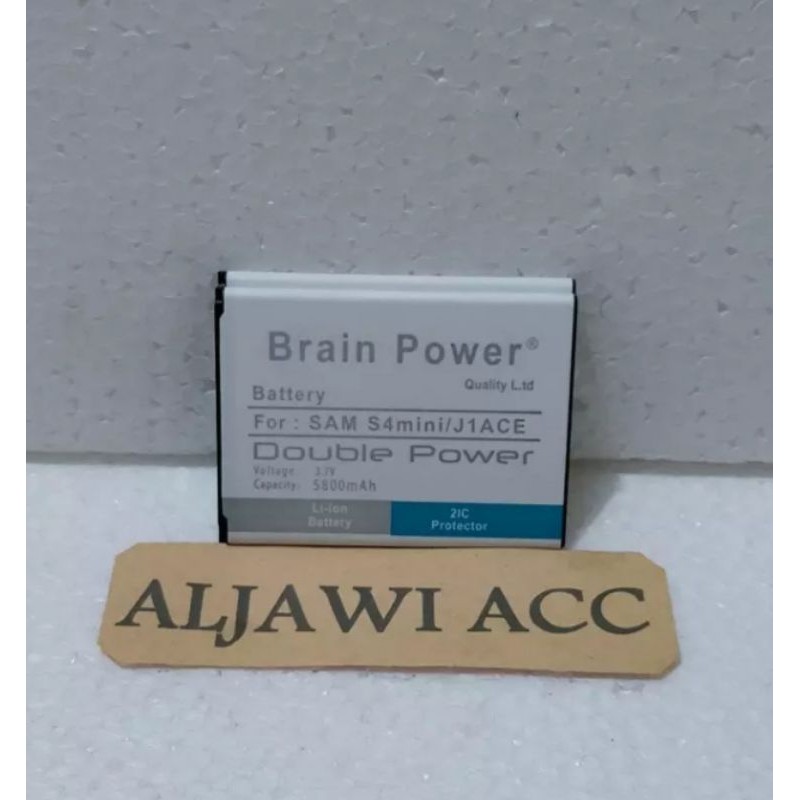 Brain Power®
Quality L.td
Battery
For : SAM S4mini/J1ACE
Double Power
Voltage: 3.7V
Capacity: 5800mAh
Li-ion
Battery
2IC
Protector
ALJAWI ACC